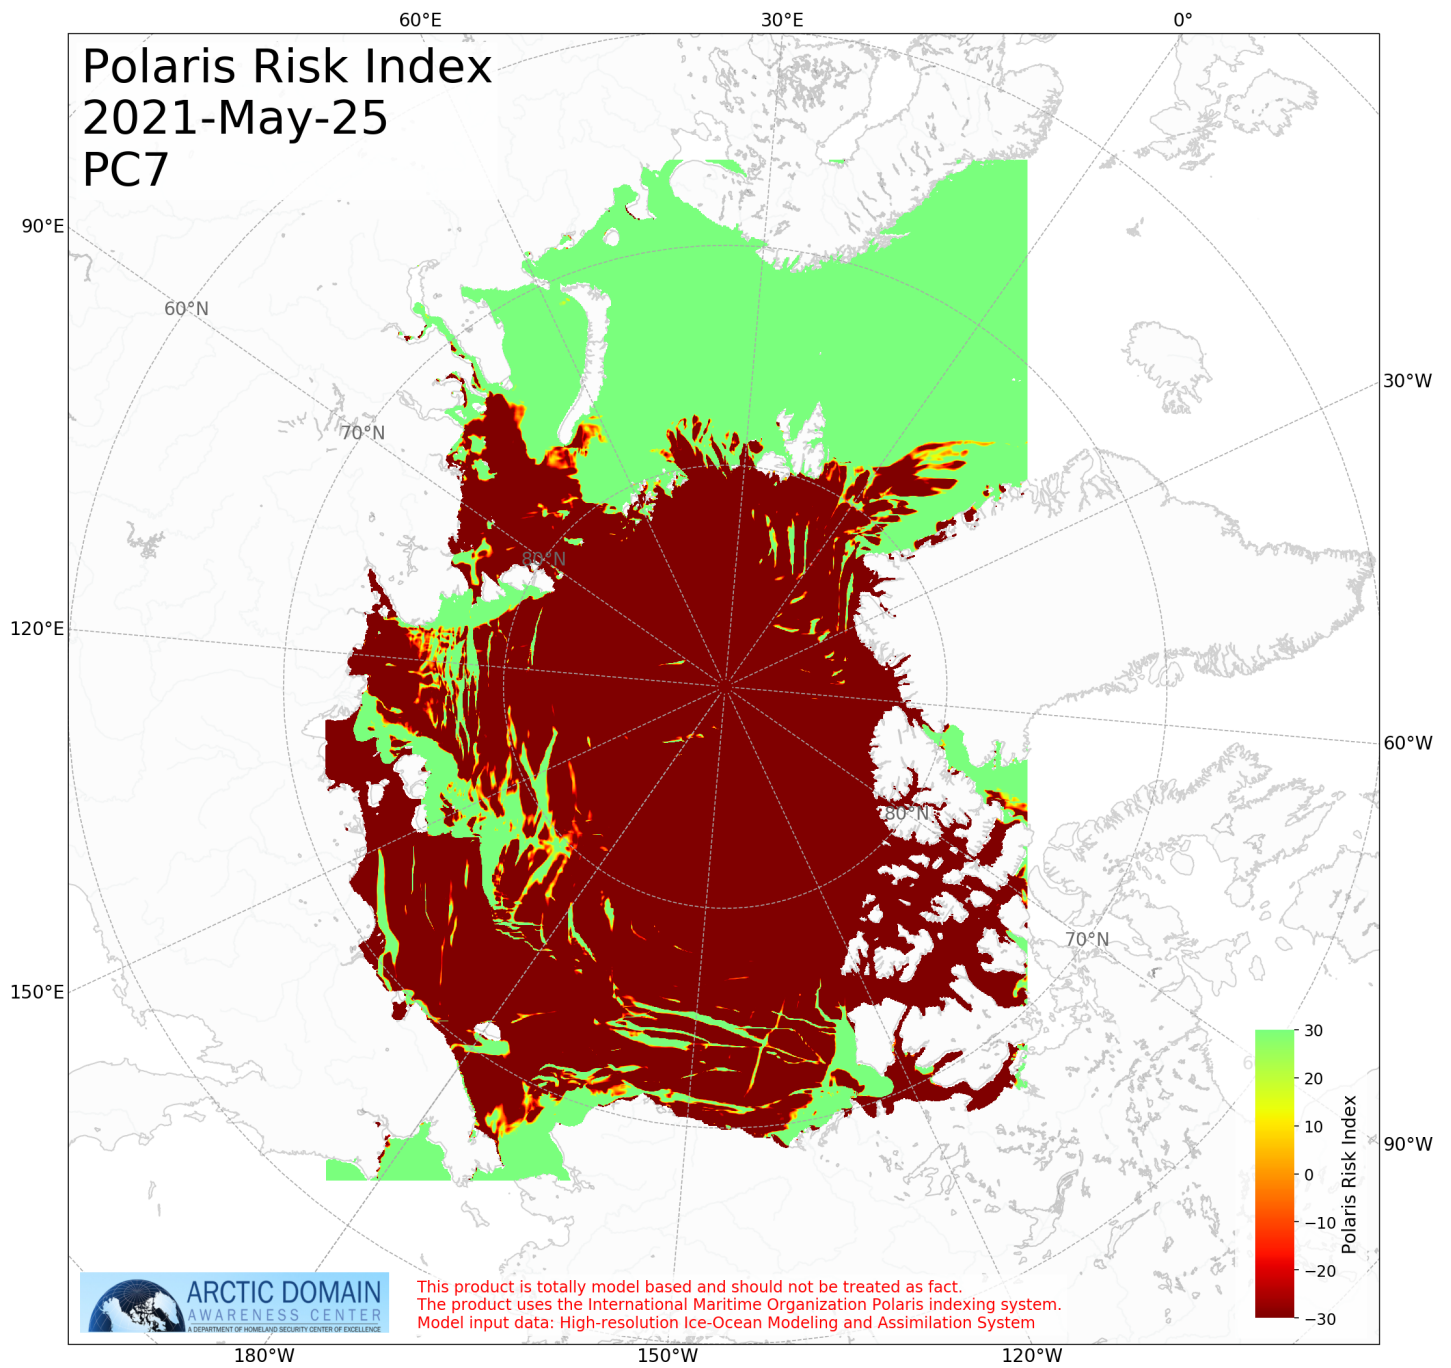 60°E 30°E 0°
Polaris Risk Index
2021-May-25
PC7
90°E
60°N
30°W
70°N
80°N
120°E
60°W
80°N
70°N
150°E
30
20
10
0
−10
−20
−30
Polaris Risk Index
90°W
ARCTIC DOMAIN
AWARENESS CENTER
A DEPARTMENT OF HOMELAND SECURITY CENTER OF EXCELLENCE
This product is totally model based and should not be treated as fact.
The product uses the International Maritime Organization Polaris indexing system.
Model input data: High-resolution Ice-Ocean Modeling and Assimilation System
180°W 150°W 120°W